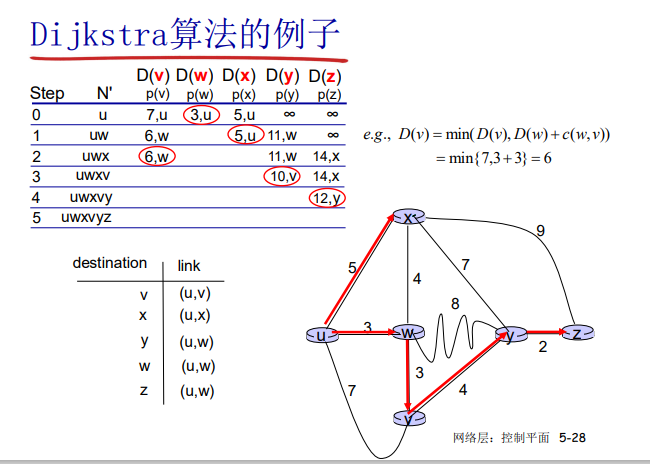 Dijkstra算法的例子
D(v) D(w) D(x) D(y) D(z)
Step N' p(v) p(w) p(x) p(y) p(z)
0 u 7,u 3,u 5,u ∞ ∞
1 uw 6,w 5,u 11,w ∞
2 uwx 6,w 11,w 14,x
3 uwxv 10,v 14,x
4 uwxvy 12,y
5 uwxvyz
e.g., D(v) = min(D(v), D(w) + c(w, v))
= min{7,3+3} = 6
destination link
v (u,v)
x (u,x)
y (u,w)
w (u,w)
z (u,w)
x
9
5
4
7
8
u
3
w
y
2
z
3
7
4
v
网络层：控制平面 5-28